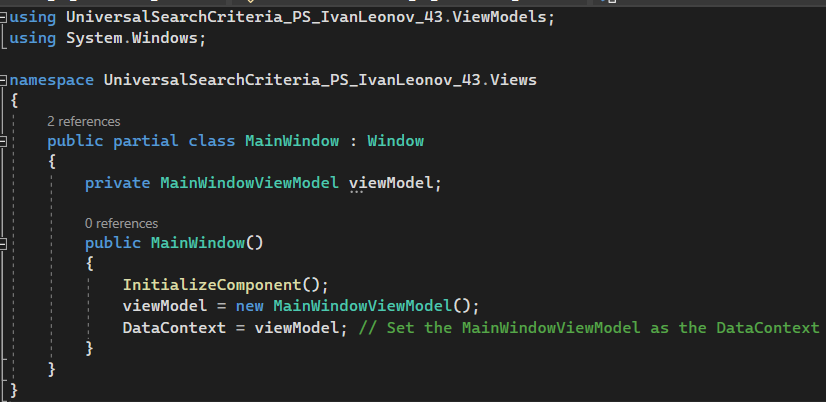 using UniversalSearchCriteria_PS_IvanLeonov_43.ViewModels;
using System.Windows;
namespace UniversalSearchCriteria_PS_IvanLeonov_43.Views
{
2 references
public partial class MainWindow : Window
{
private MainWindowViewModel viewModel;
0 references
public MainWindow()
{
InitializeComponent();
viewModel = new MainWindowViewModel();
DataContext = viewModel; // Set the MainWindowViewModel as the DataContext
}
}
}